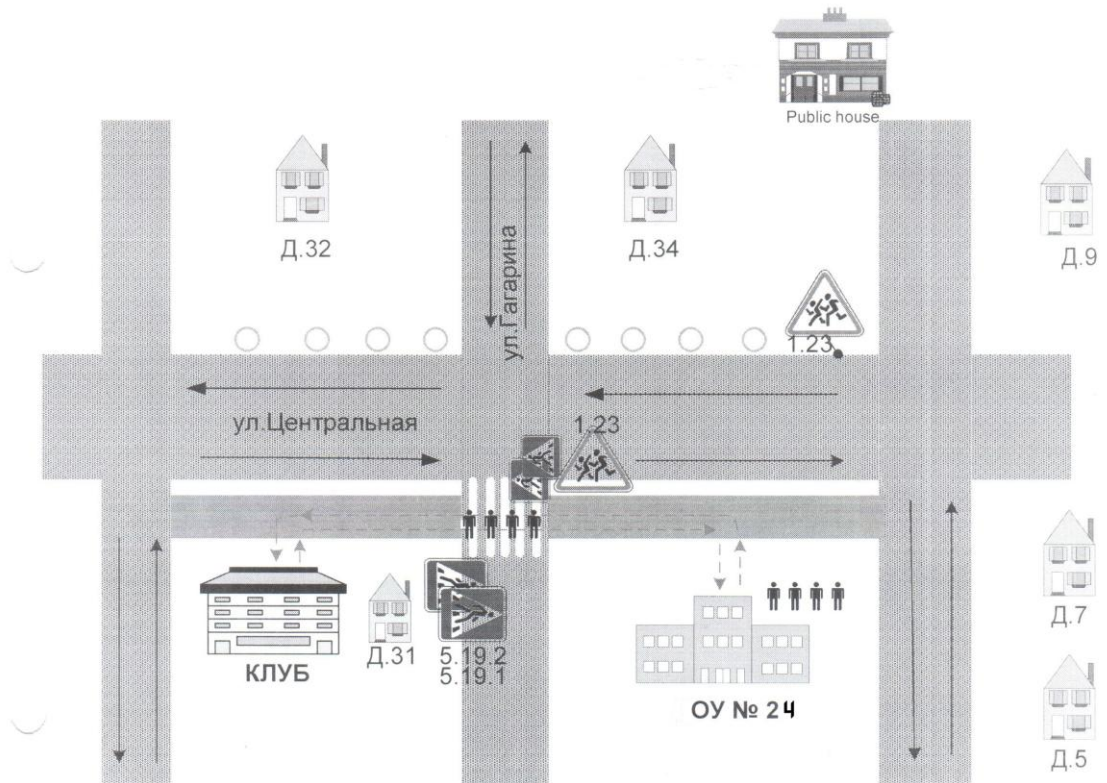 Public house
Д.32
Д.34
Д.9
ул.Гагарина
1.23
ул.Центральная
1.23
Д.7
КЛУБ
Д.31
5.19.2
5.19.1
ОУ № 24
Д.5